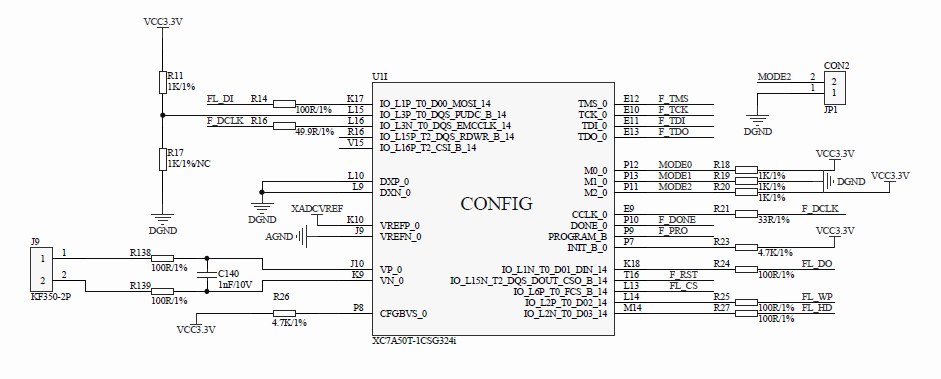 VCC3.3V
R11
1K/1%
R17
1K/1%/NC
DGND
FL_DI R14
100R/1%
F_DCLK R16
49.9R/1%
K17
L15
L16
R16
V15
L10
L9
DGND
XADCVREF
K10
J9
AGND
J9
1 1
2 2
KF350-2P
R138
100R/1%
R139
100R/1%
C140
1nF/10V
J10
K9
R26
4.7K/1%
VCC3.3V
P8
U1I
IO_L1P_T0_D00_MOSI_14
IO_L3P_T0_DQS_PUDC_B_14
IO_L3N_T0_DQS_EMCCLK_14
IO_L15P_T2_DQS_RDWR_B_14
IO_L16P_T2_CSI_B_14
DXP_0
DXN_0
VREFP_0
VREFN_0
VP_0
VN_0
CFGBVS_0
CONFIG
TMS_0
TCK_0
TDI_0
TDO_0
M0_0
M1_0
M2_0
CCLK_0
DONE_0
PROGRAM_B
INIT_B_0
IO_L1N_T0_D01_DIN_14
IO_L15N_T2_DQS_DOUT_CSO_B_14
IO_L6P_T0_FCS_B_14
IO_L2P_T0_D02_14
IO_L2N_T0_D03_14
XC7A50T-1CSG324i
E12 F_TMS
E10 F_TCK
E11 F_TDI
E13 F_TDO
P12 MODE0 R18
P13 MODE1 R19 1K/1%
P11 MODE2 R20 1K/1%
1K/1%
VCC3.3V
DGND
VCC3.3V
E9 R21 F_DCLK
33R/1%
P10 F_DONE
P9 F_PRO
P7 R23
4.7K/1%
VCC3.3V
K18 R24 FL_DO
100R/1%
T16 F_RST
L13 FL_CS
L14 R25 FL_WP
100R/1%
M14 R27 FL_HD
100R/1%
CON2
MODE2 2 2
1 1
JP1
DGND